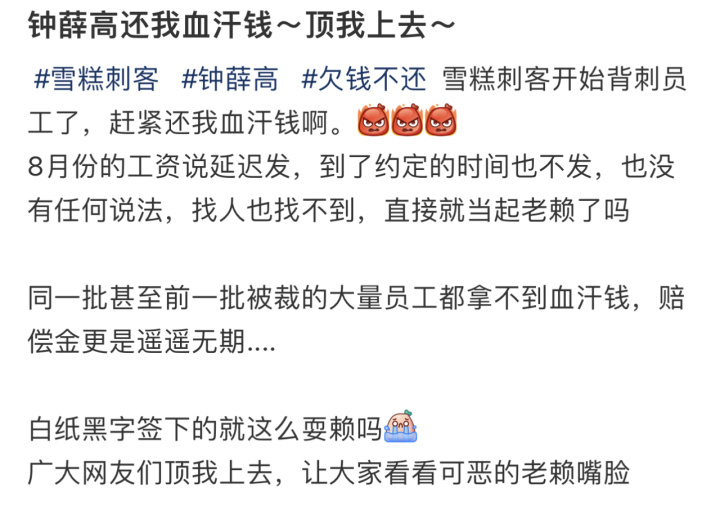 钟薛高还我血汗钱～顶我上去～
#雪糕刺客 #钟薛高 #欠钱不还 雪糕刺客开始背刺员
工了，赶紧还我血汗钱啊。
8月份的工资说延迟发，到了约定的时间也不发，也没
有任何说法，找人也找不到，直接就当起老赖了吗
同一批甚至前一批被裁的大量员工都拿不到血汗钱，赔
偿金更是遥遥无期....
白纸黑字签下的就这么耍赖吗
广大网友们顶我上去，让大家看看可恶的老赖嘴脸